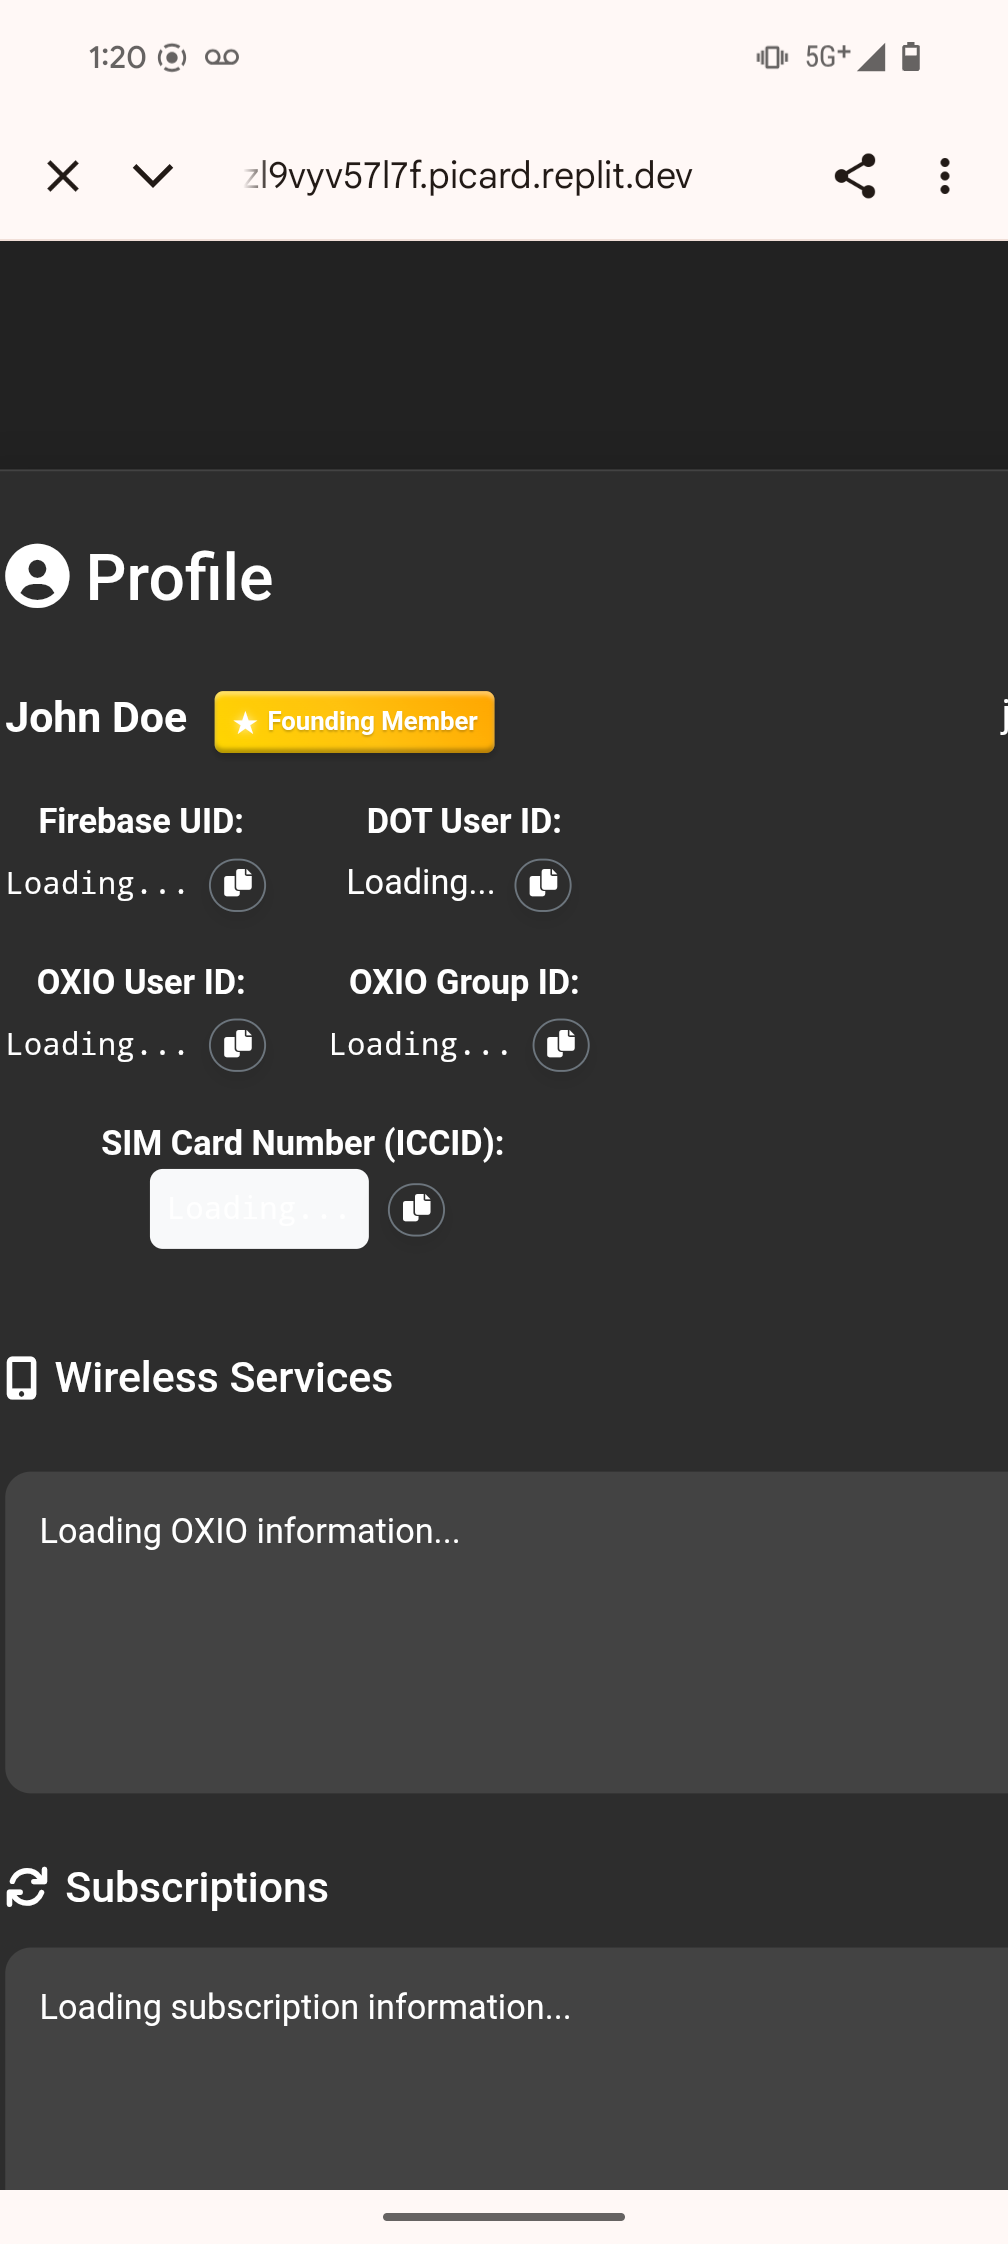 1:20 5G+
zl9vyv57l7f.picard.replit.dev
Profile
John Doe Founding Member j
Firebase UID: DOT User ID:
Loading... Loading...
OXIO User ID: OXIO Group ID:
Loading... Loading...
SIM Card Number (ICCID):
Loading...
Wireless Services
Loading OXIO information...
Subscriptions
Loading subscription information...